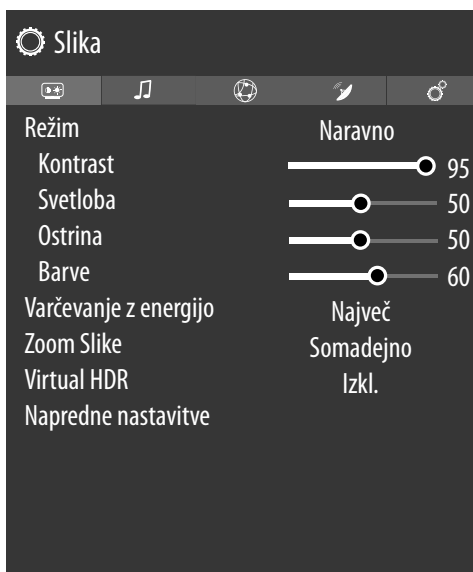 Slika
Režim Naravno
Kontrast 95
Svetloba 50
Ostrina 50
Barve 60
Varčevanje z energijo Največ
Zoom Slike Somadejno
Virtual HDR Izkl.
Napredne nastavitve